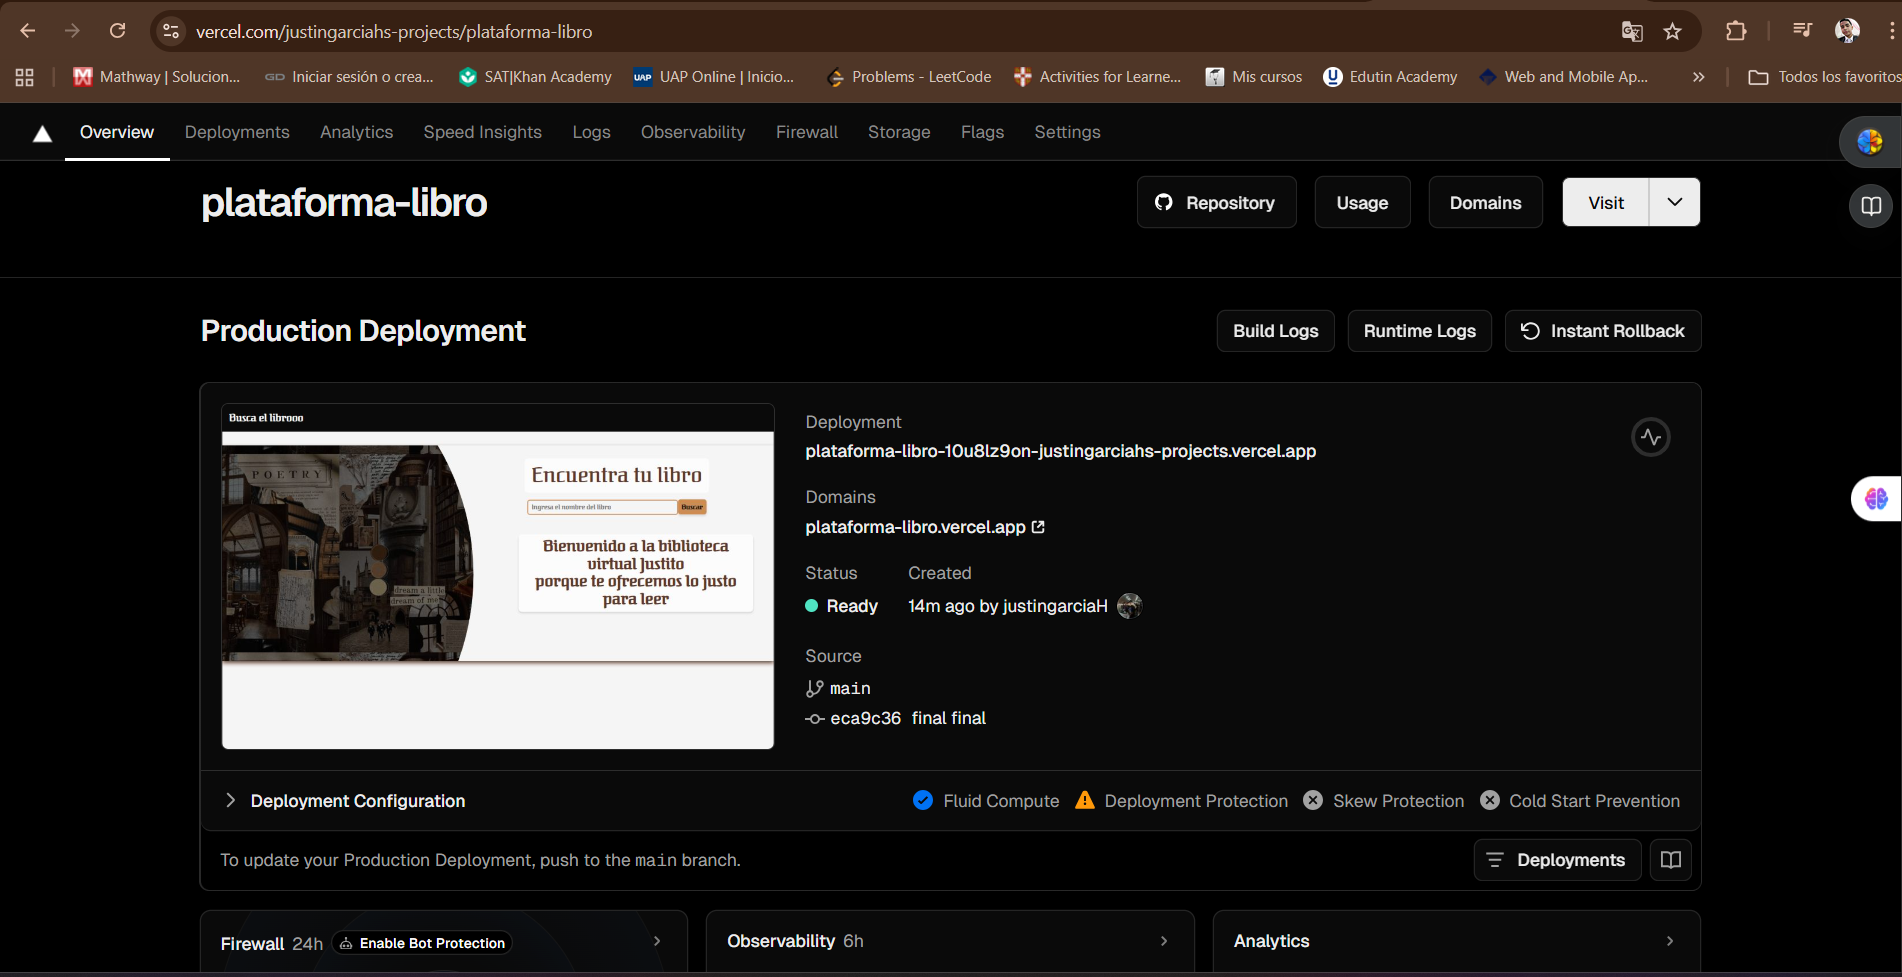 vercel.com/justingarciahs-projects/plataforma-libro
Mathway | Solucion...
GD Iniciar sesión o crea...
SAT|Khan Academy
UAP UAP Online | Inicio...
Problems - LeetCode
Activities for Learne...
Mis cursos
Edutin Academy
Web and Mobile Ap...
»
Todos los favoritos
Overview Deployments Analytics Speed Insights Logs Observability Firewall Storage Flags Settings
plataforma-libro
Repository Usage Domains Visit
Production Deployment
Build Logs Runtime Logs Instant Rollback
Busca el librooo
POETRY
Encuentra tu libro
Ingresa el nombre del libro Buscar
Bienvenido a la biblioteca
virtual Justito
porque te ofrecemos lo justo
para leer
dream a little
dream of me
Deployment
plataforma-libro-10u8lz9on-justingarciahs-projects.vercel.app
Domains
plataforma-libro.vercel.app
Status Created
Ready 14m ago by justingarciaH
Source
main
eca9c36 final final
Deployment Configuration Fluid Compute Deployment Protection Skew Protection Cold Start Prevention
To update your Production Deployment, push to the main branch. Deployments
Firewall 24h Enable Bot Protection
Observability 6h
Analytics